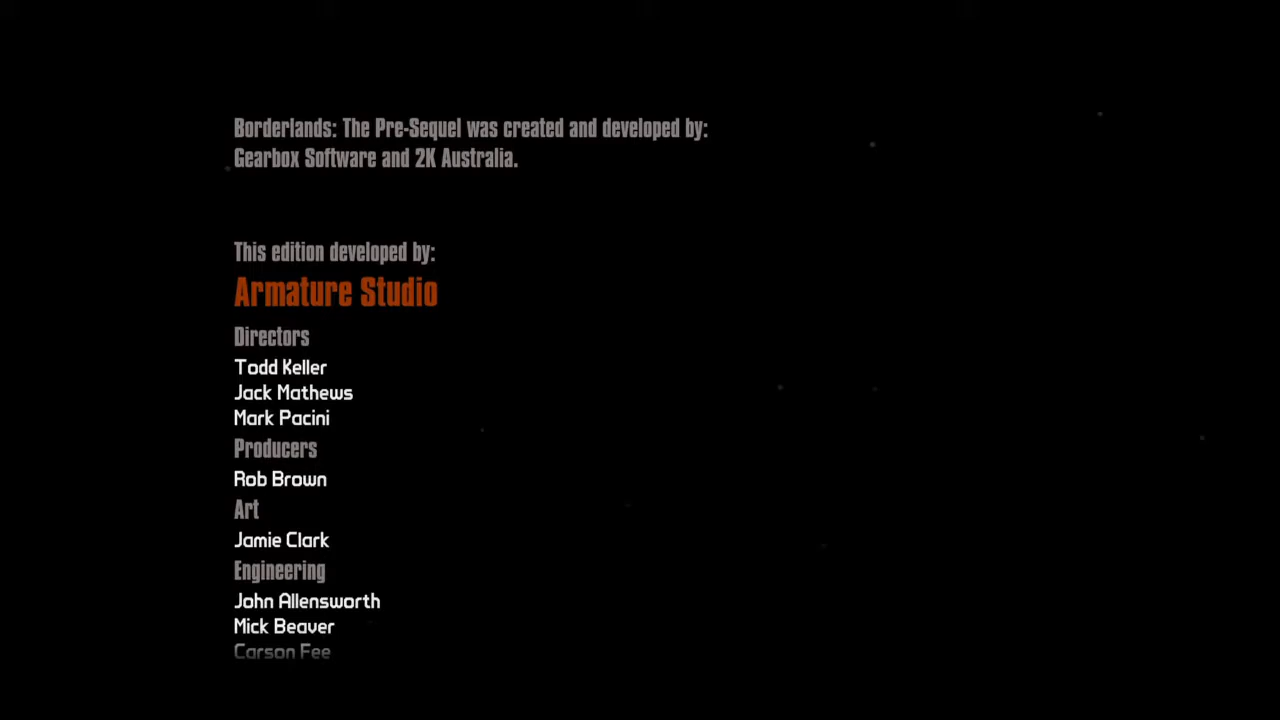 Borderlands: The Pre-Sequel was created and developed by:
Gearbox Software and 2K Australia.
This edition developed by:
Armature Studio
Directors
Todd Keller
Jack Mathews
Mark Pacini
Producers
Rob Brown
Art
Jamie Clark
Engineering
John Allensworth
Mick Beaver
Carson Fee